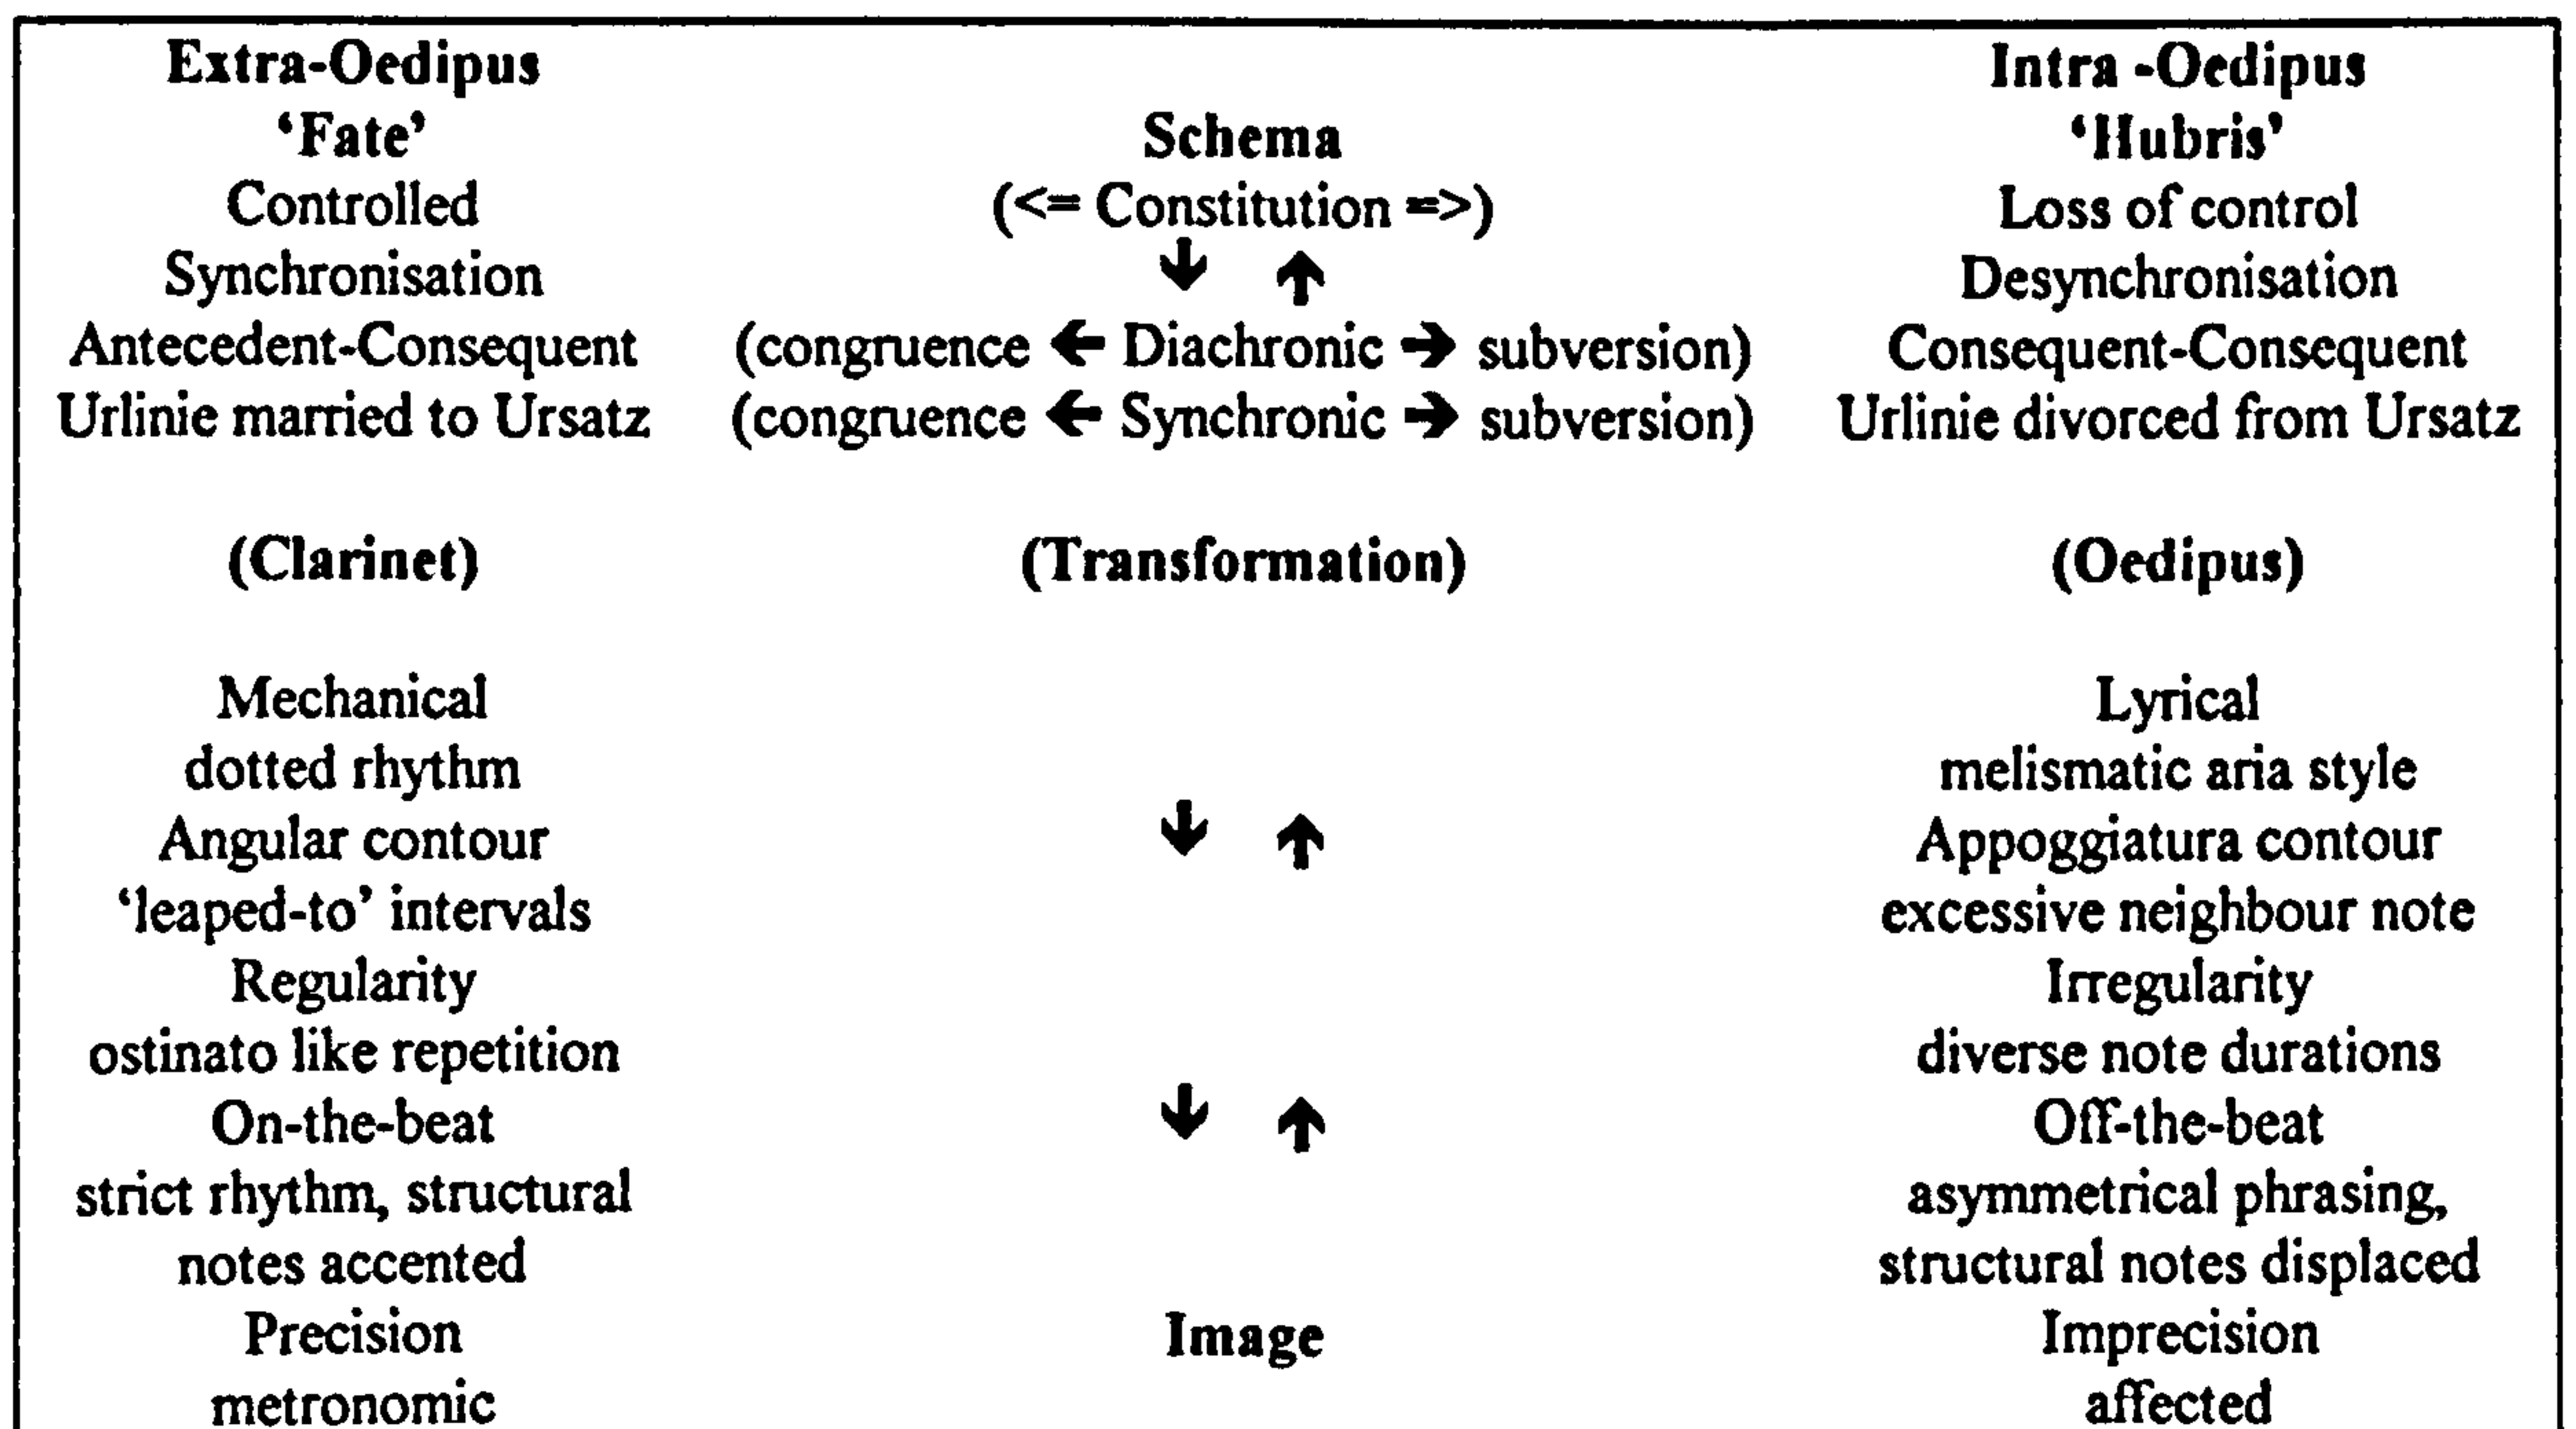 Extra-Oedipus Intra -Oedipus
‘Fate’ Schema ‘Hubris’
Controlled (<= Constitution =>) Loss of control
Synchronisation ↓ ↑ Desynchronisation
Antecedent-Consequent (congruence ← Diachronic → subversion) Consequent-Consequent
Urlinie married to Ursatz (congruence ← Synchronic → subversion) Urlinie divorced from Ursatz
(Clarinet) (Transformation) (Oedipus)
Mechanical Lyrical
dotted rhythm melismatic aria style
Angular contour ↓ ↑ Appoggiatura contour
‘leaped-to’ intervals excessive neighbour note
Regularity Irregularity
ostinato like repetition diverse note durations
On-the-beat ↓ ↑ Off-the-beat
strict rhythm, structural asymmetrical phrasing,
notes accented structural notes displaced
Precision Image Imprecision
metronomic affected